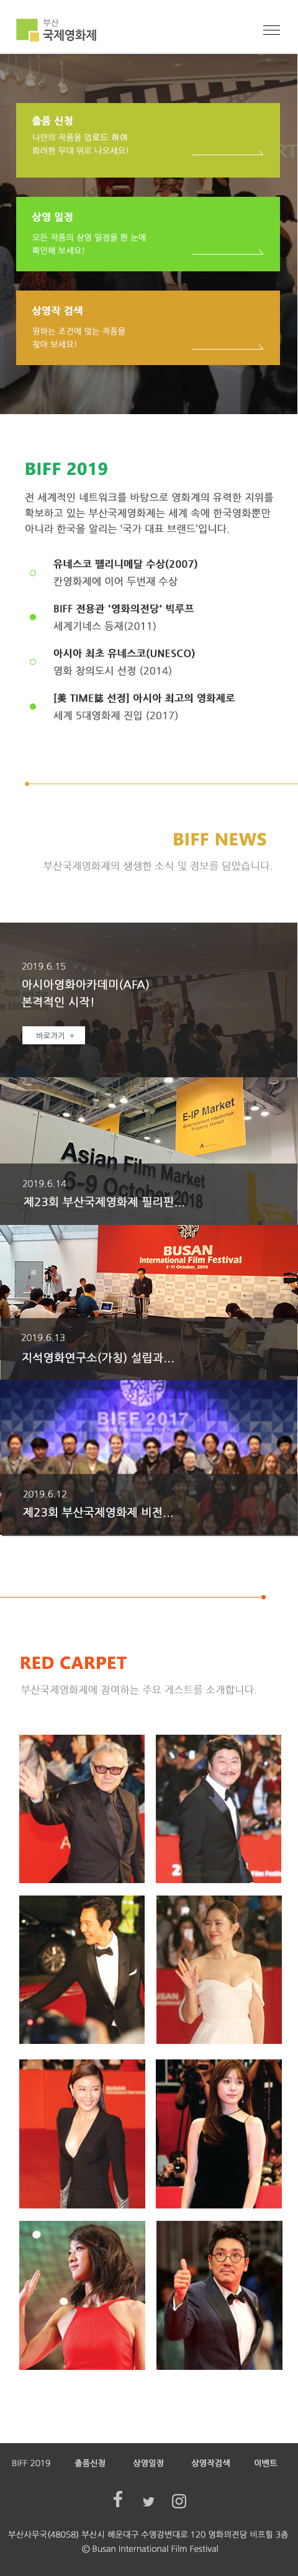 부산
국제영화제
출품 신청
나만의 작품을 업로드 하여
화려한 무대 위로 나오세요!
상영 일정
모든 작품의 상영 일정을 한 눈에
확인해 보세요!
상영작 검색
원하는 조건에 맞는 작품을
찾아 보세요!
BIFF 2019
전 세계적인 네트워크를 바탕으로 영화계의 유력한 지위를
확보하고 있는 부산국제영화제는 세계 속에 한국영화뿐만
아니라 한국을 알리는 '국가 대표 브랜드'입니다.
유네스코 펠리니메달 수상(2007)
칸영화제에 이어 두번째 수상
BIFF 전용관 '영화의전당' 빅루프
세계기네스 등재(2011)
아시아 최초 유네스코(UNESCO)
영화 창의도시 선정 (2014)
[美 TIME誌 선정] 아시아 최고의 영화제로
세계 5대영화제 진입 (2017)
BIFF NEWS
부산국제영화제의 생생한 소식 및 정보를 담았습니다.
2019.6.15
아시아영화아카데미(AFA)
본격적인 시작!
바로가기 +
E-IP Market
Asian Film Market
6-9 October 2018
2019.6.14
제23회 부산국제영화제 필리핀...
BUSAN
International Film Festival
2-11 October, 2014
2019.6.13
지석영화연구소(가칭) 설립과...
BIFF 2017
2019.6.12
제23회 부산국제영화제 비전...
RED CARPET
부산국제영화제에 참여하는 주요 게스트를 소개합니다.
BIFF 2019 출품신청 상영일정 상영작검색 이벤트
부산사무국(48058) 부산시 해운대구 수영강변대로 120 영화의전당 비프힐 3층
© Busan International Film Festival